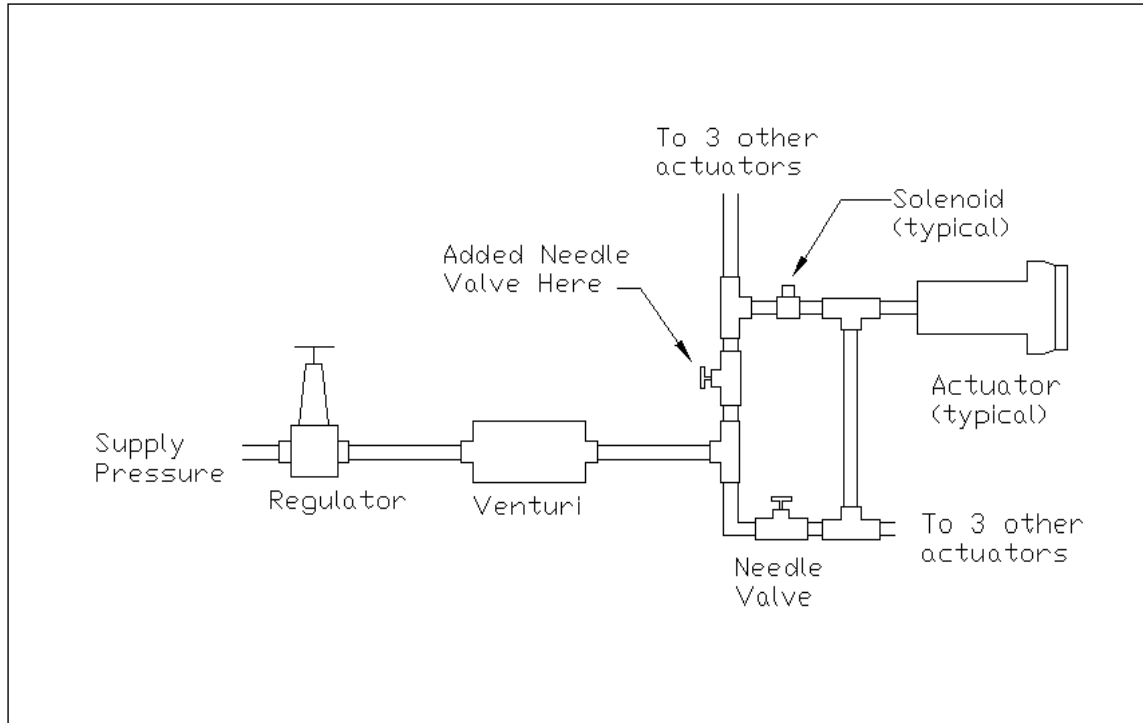 To 3 other
actuators
Solenoid
(typical)
Added Needle
Valve Here
Actuator
(typical)
Supply
Pressure
Regulator
Venturi
To 3 other
actuators
Needle
Valve